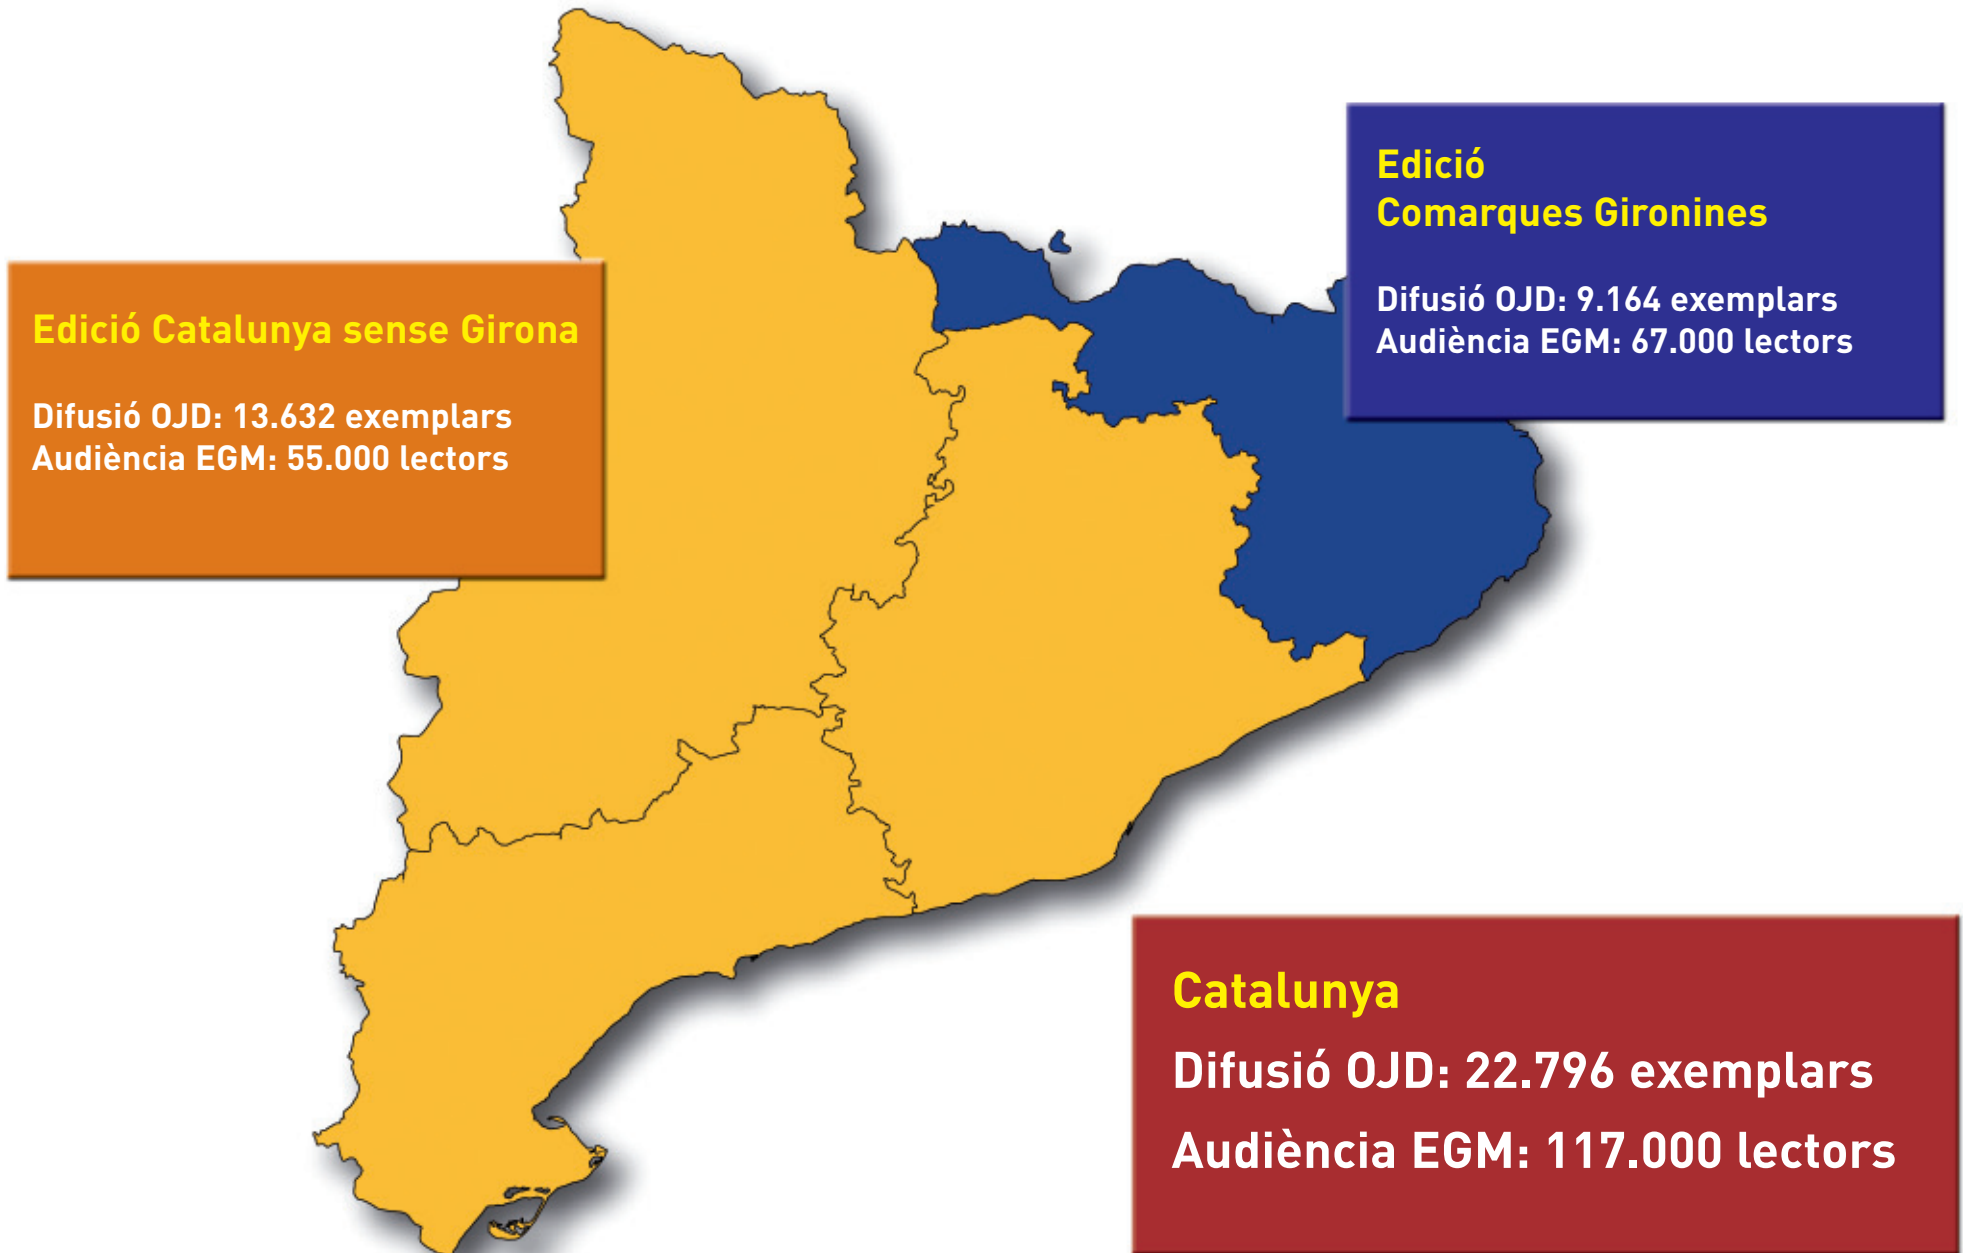 Edició
Comarques Gironines
Difusió OJD: 9.164 exemplars
Audiència EGM: 67.000 lectors
Edició Catalunya sense Girona
Difusió OJD: 13.632 exemplars
Audiència EGM: 55.000 lectors
Catalunya
Difusió OJD: 22.796 exemplars
Audiència EGM: 117.000 lectors